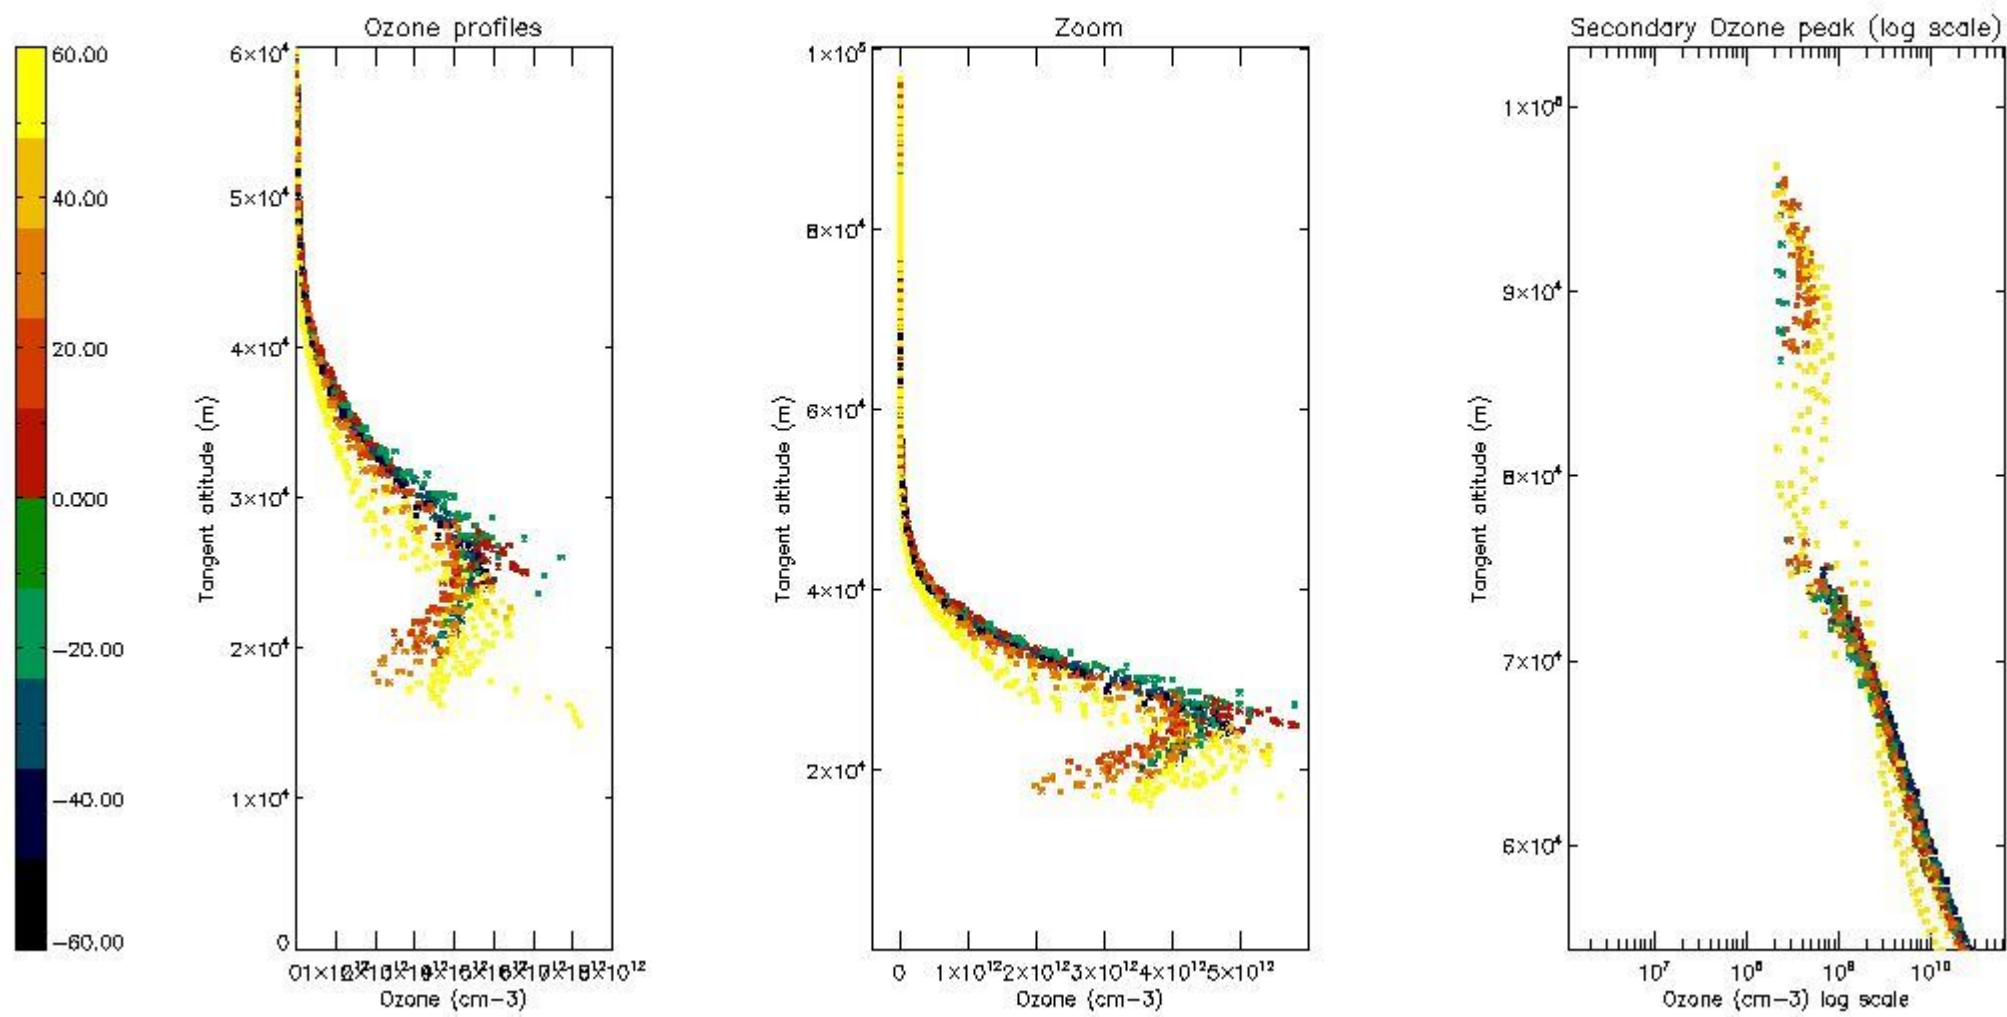 Ozone profiles
Zoom
Secondary Ozone peak (log scale)
60.00
40.00
20.00
0.000
-20.00
-40.00
-60.00
6×10⁴
5×10⁴
4×10⁴
3×10⁴
2×10⁴
1×10⁴
0
Tangent altitude (m)
Ozone (cm-3)
1×10⁵
8×10⁴
6×10⁴
4×10⁴
2×10⁴
Tangent altitude (m)
0 1×10¹² 2×10¹² 3×10¹² 4×10¹² 5×10¹²
Ozone (cm-3)
1×10⁵
9×10⁴
8×10⁴
7×10⁴
6×10⁴
Tangent altitude (m)
10⁷ 10⁸ 10⁹ 10¹⁰
Ozone (cm-3) log scale